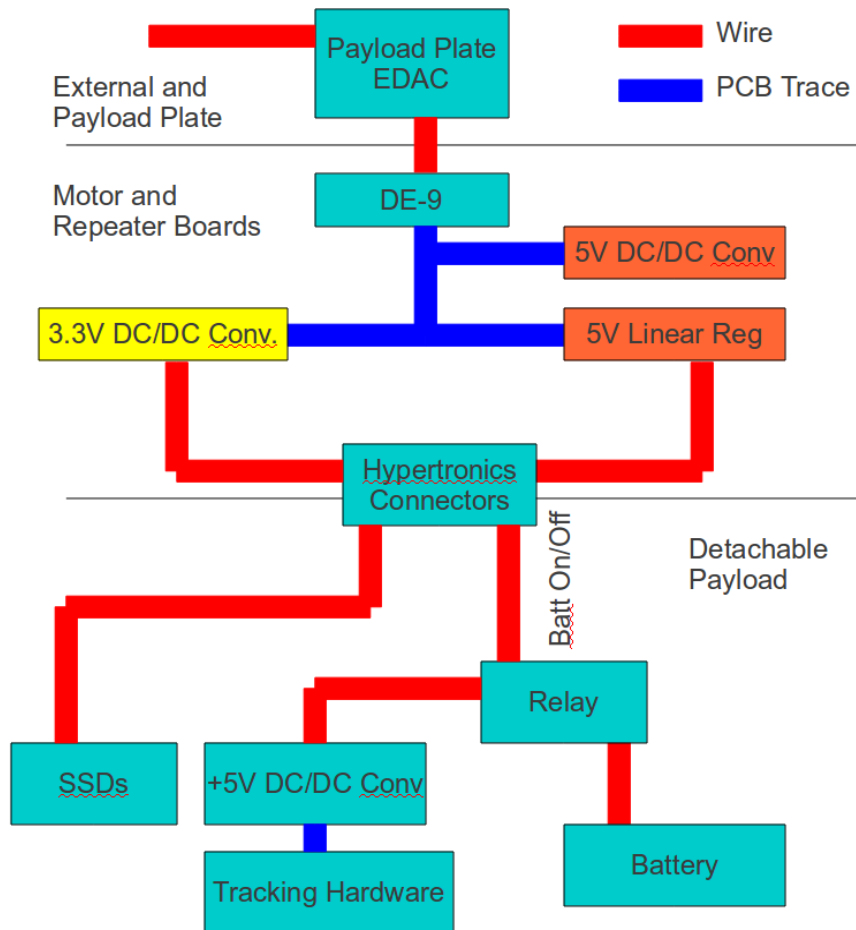 Payload Plate
EDAC
Wire
PCB Trace
External and
Payload Plate
Motor and
Repeater Boards
DE-9
5V DC/DC Conv
3.3V DC/DC Conv.
5V Linear Reg
Hypertronics
Connectors
Batt On/Off
Detachable
Payload
Relay
SSDs
+5V DC/DC Conv
Battery
Tracking Hardware